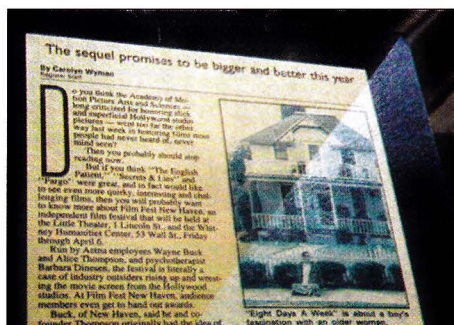 The sequel promises to be bigger and better this year
By Carolyn Wyman
Register Staff
Do you think the Academy of Mo-
tion Picture Arts and Sciences —
long criticized for honoring slick
and superficial Hollywood studio
pictures — went too far the other
way last week in honoring films most
people had never heard of, never
mind seen?
Then you probably should stop
reading now.
But if you think "The English
Patient," "Secrets & Lies" and
"Fargo" were great, and in fact would like
to see even more quirky, interesting and chal-
lenging films, then you will probably want
to know more about Film Fest New Haven, an
independent film festival that will be held at
the Little Theater, 1 Lincoln St., and the Whit-
ney Humanities Center, 53 Wall St., Friday
through April 6.
Run by Aetna employees Wayne Buck
and Alice Thompson, and psychotherapist
Barbara Dinesen, the festival is literally a
case of industry outsiders rising up and wrest-
ing the movie screen from the Hollywood
studios. At Film Fest New Haven, audience
members even get to hand out awards.
Buck, of New Haven, said he and co-
founder Thompson originally had the idea of
"Eight Days A Week" is about a boy's
fascination with an older woman.